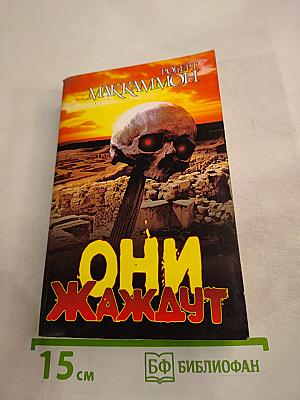 РОБЕРТ
МАККАММОН
ОНИ
ЖАЖДУТ
15 см
БФ БИБЛИОФАН